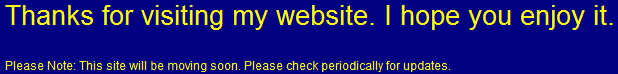 Thanks for visiting my website. I hope you enjoy it.
Please Note: This site will be moving soon. Please check periodically for updates.